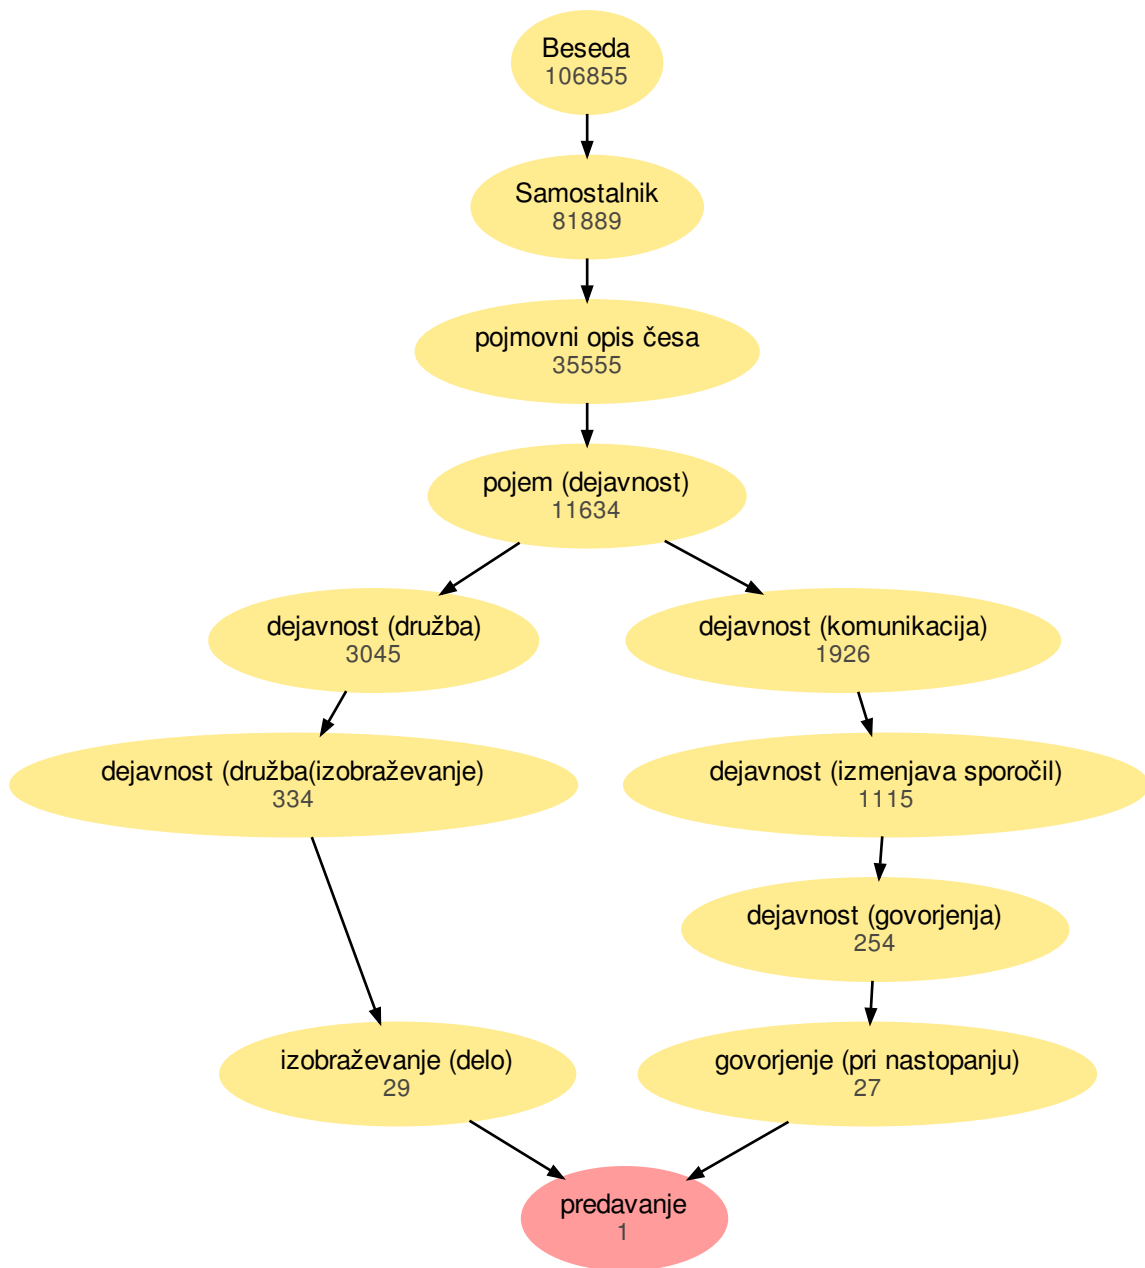 Beseda
106855
Samostalnik
81889
pojmovni opis česa
35555
pojem (dejavnost)
11634
dejavnost (družba)
3045
dejavnost (komunikacija)
1926
dejavnost (družba(izobraževanje)
334
dejavnost (izmenjava sporočil)
1115
dejavnost (govorjenja)
254
izobraževanje (delo)
29
govorjenje (pri nastopanju)
27
predavanje
1